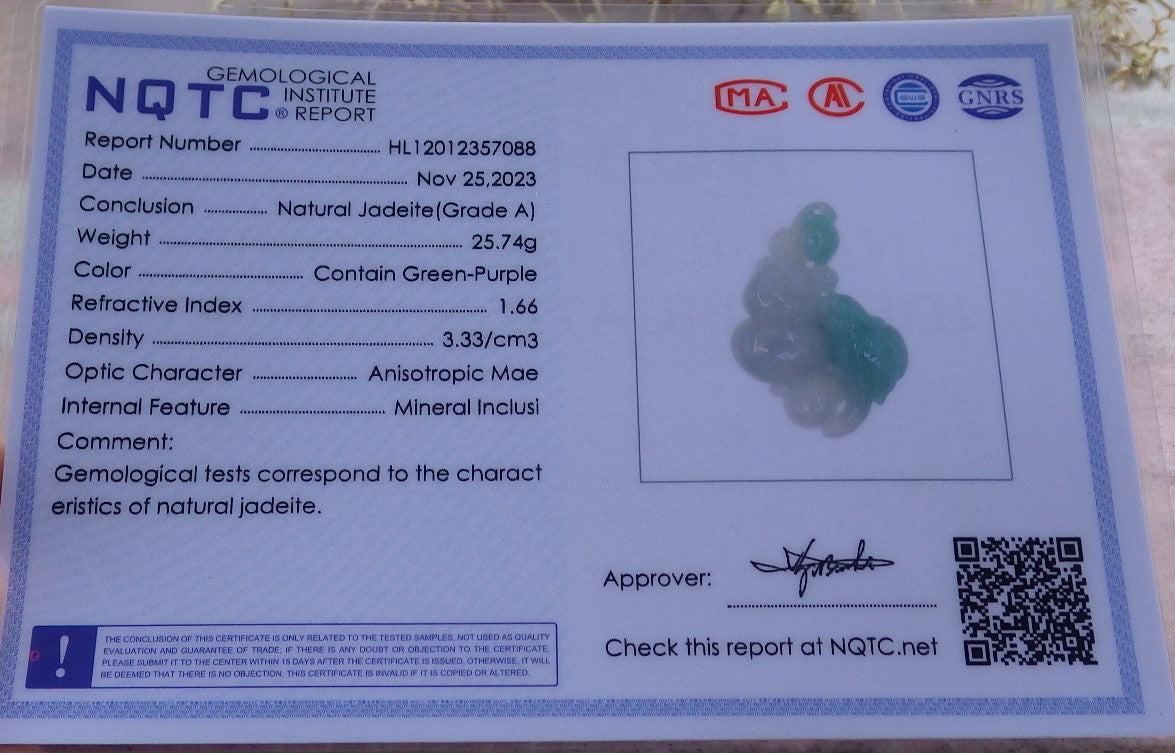 NQTC® GEMOLOGICAL INSTITUTE REPORT
Report Number HL12012357088
Date Nov 25,2023
Conclusion Natural Jadeite(Grade A)
Weight 25.74g
Color Contain Green-Purple
Refractive Index 1.66
Density 3.33/cm3
Optic Character Anisotropic Mae
Internal Feature Mineral Inclusi
Comment:
Gemological tests correspond to the charact
eristics of natural jadeite.
THE CONCLUSION OF THIS CERTIFICATE IS ONLY RELATED TO THE TESTED SAMPLES, NOT USED AS QUALITY
EVALUATION AND GUARANTEE OF TRADE; IF THERE IS ANY DOUBT OR OBJECTION TO THE CERTIFICATE,
PLEASE SUBMIT IT TO THE CENTER WITHIN 15 DAYS AFTER THE CERTIFICATE IS ISSUED. OTHERWISE, IT WILL
BE DEEMED THAT THERE IS NO OBJECTION. THIS CERTIFICATE IS INVALID IF IT IS COPIED OR ALTERED.
MA
GNRS
Approver:
Check this report at NQTC.net